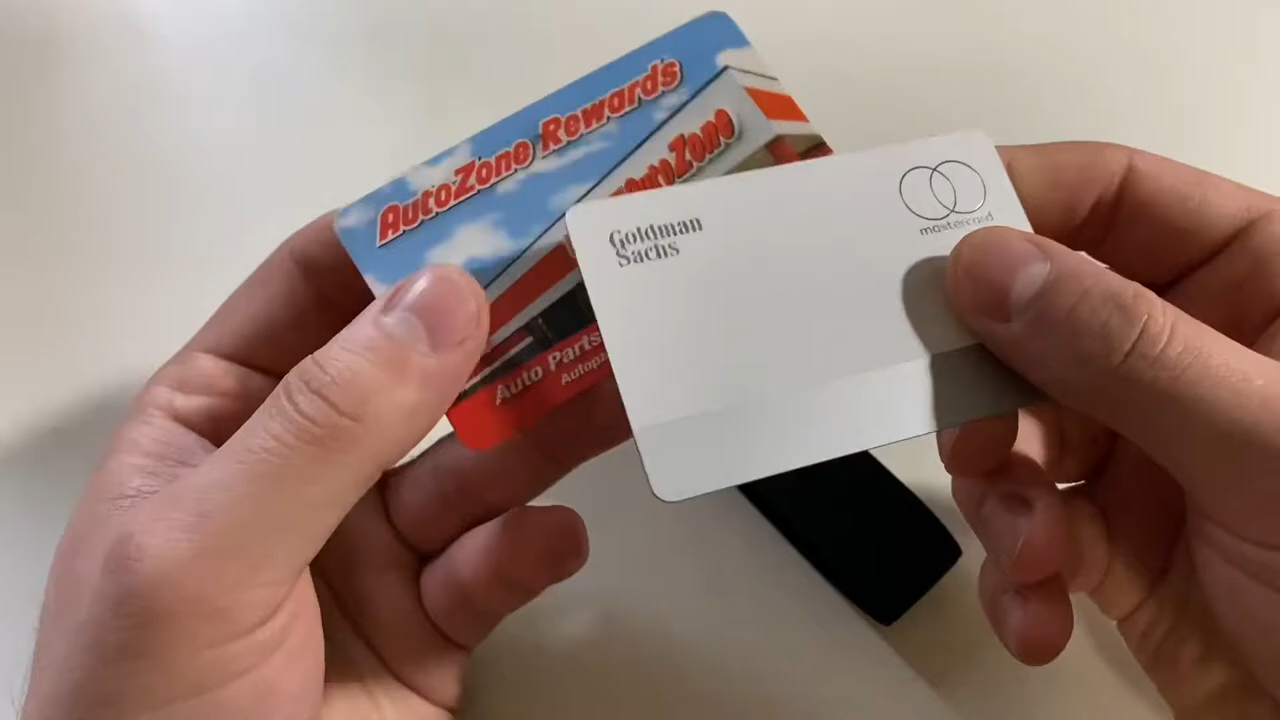 AutoZone Rewards
AutoZone
Auto Parts
Goldman
Sachs
mastercard